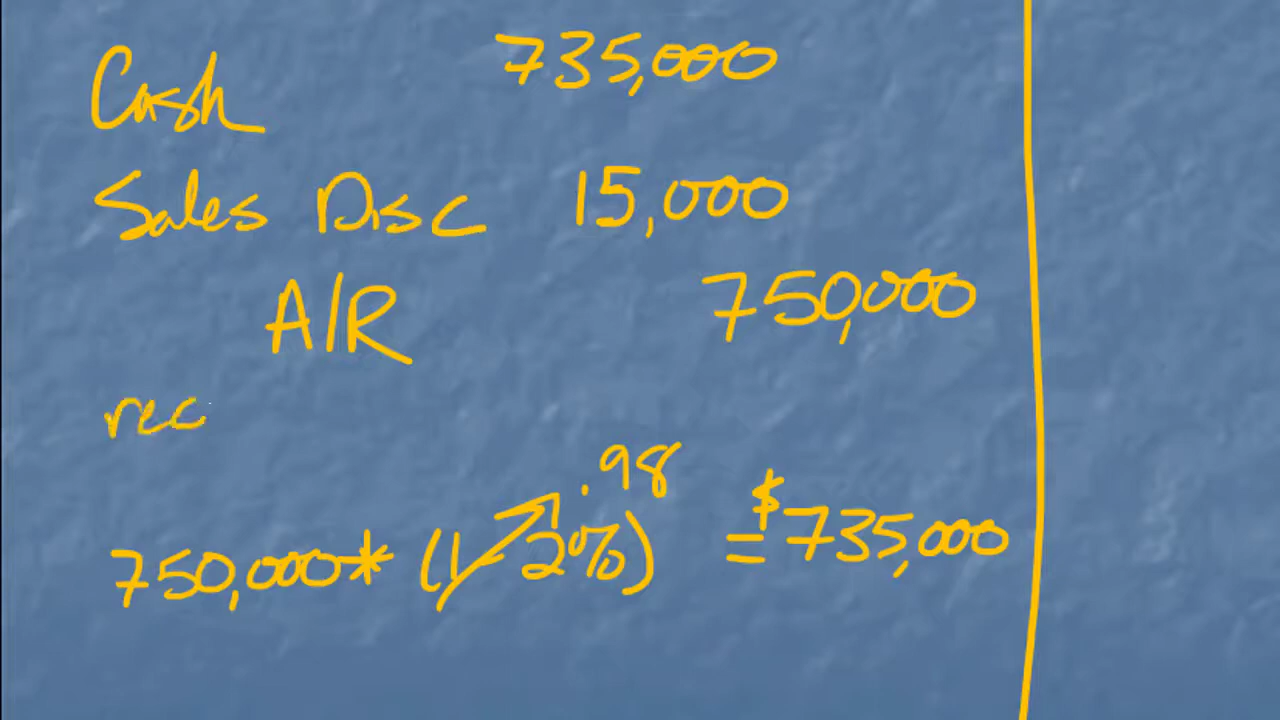 Cash 735,000
Sales Disc 15,000
A/R 750,000
rec
.98
750,000* (1-2%) = $735,000